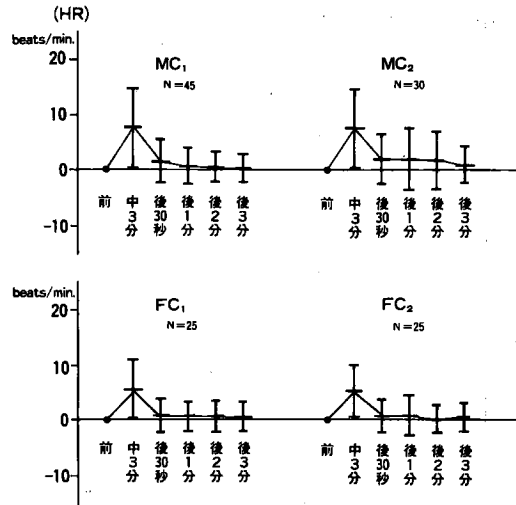 (HR)
beats/min.
MC₁
N=45
MC₂
N=30
20
10
0
-10
前
中3分
後30秒
後1分
後2分
後3分
前
中3分
後30秒
後1分
後2分
後3分
beats/min.
FC₁
N=25
FC₂
N=25
20
10
0
-10
前
中3分
後30秒
後1分
後2分
後3分
前
中3分
後30秒
後1分
後2分
後3分